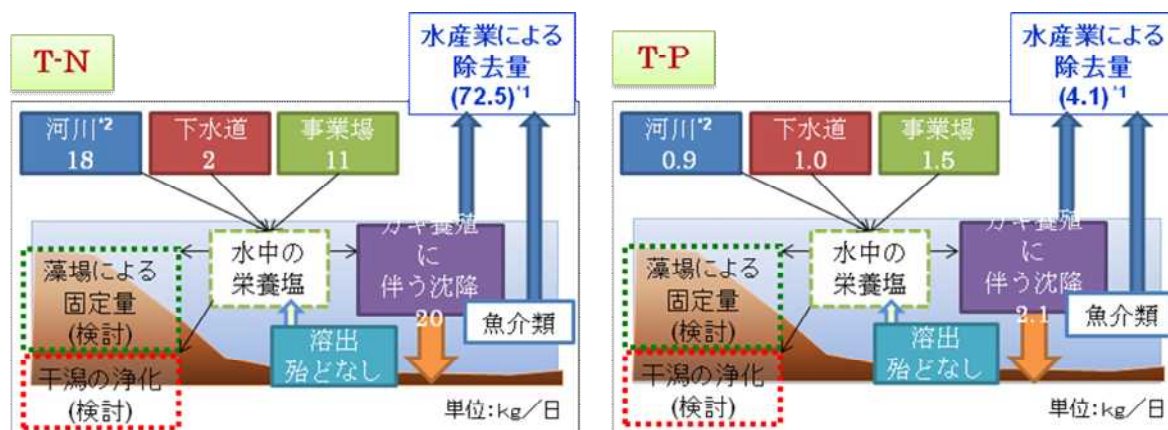 T-N
水産業による
除去量
(72.5)*1
河川*2
18
下水道
2
事業場
11
水中の
栄養塩
カキ養殖
に
伴う沈降
20
藻場による
固定量
(検討)
魚介類
溶出
殆どなし
干潟の浄化
(検討)
単位:kg/日
T-P
水産業による
除去量
(4.1)*1
河川*2
0.9
下水道
1.0
事業場
1.5
水中の
栄養塩
カキ養殖
に
伴う沈降
2.1
藻場による
固定量
(検討)
魚介類
溶出
殆どなし
干潟の浄化
(検討)
単位:kg/日